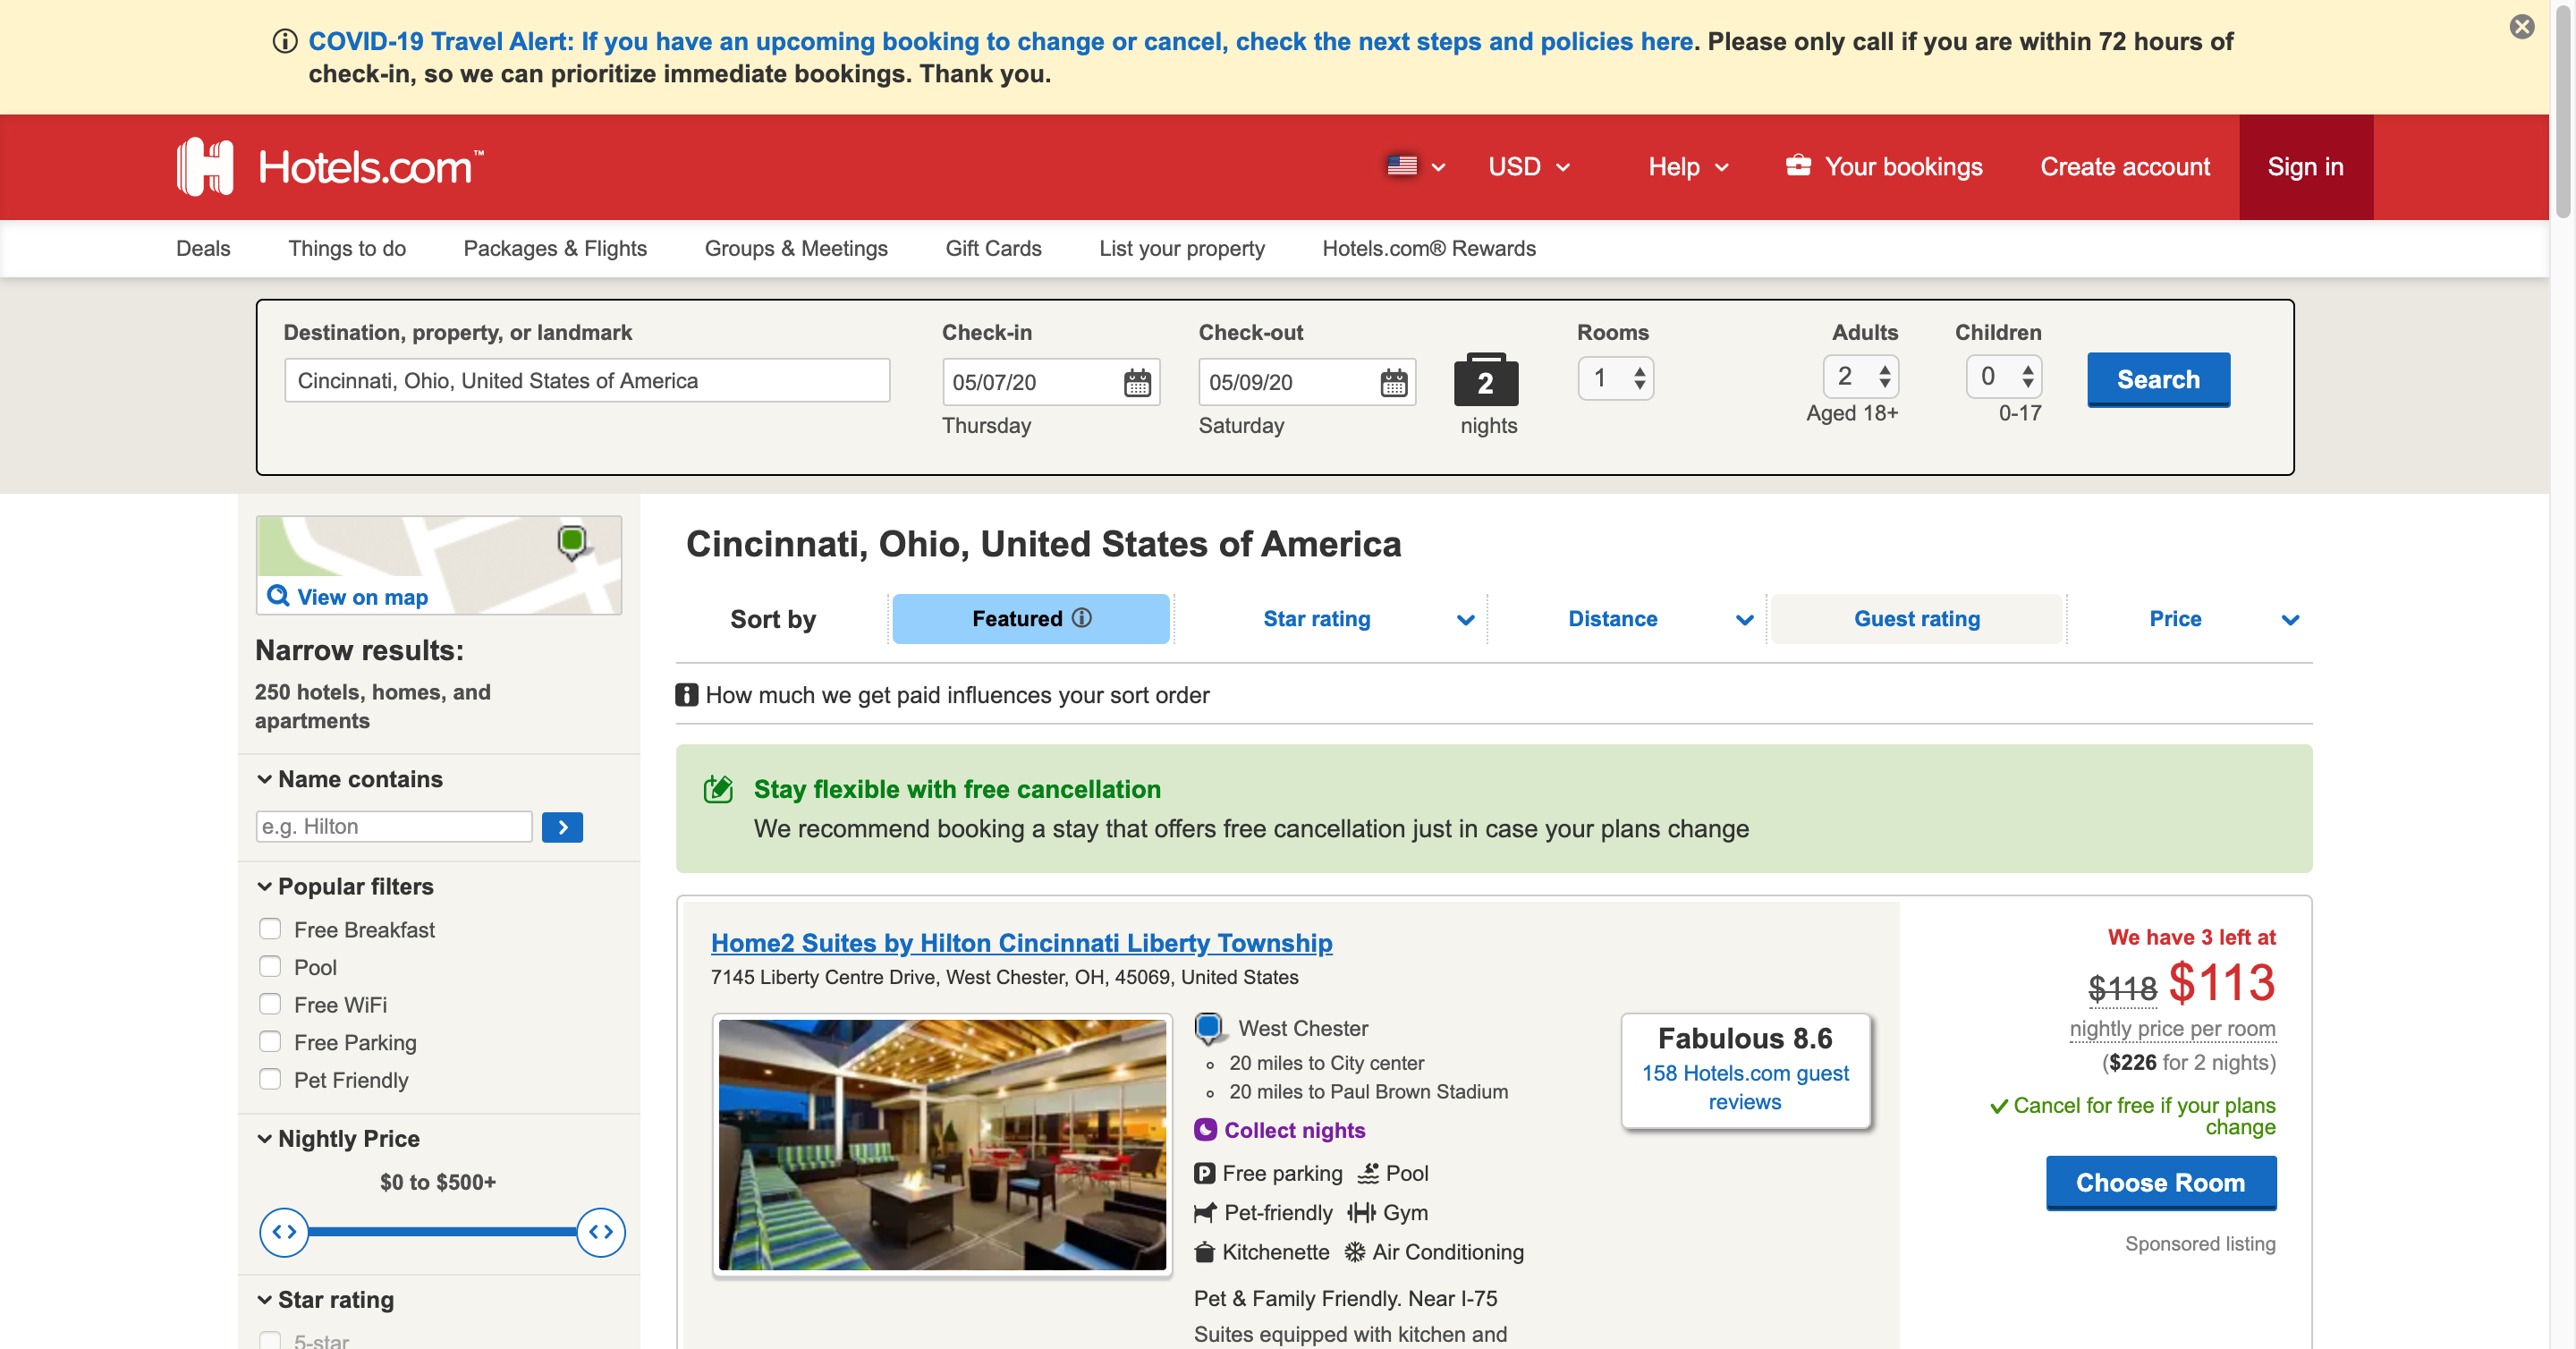 COVID-19 Travel Alert: If you have an upcoming booking to change or cancel, check the next steps and policies here. Please only call if you are within 72 hours of
check-in, so we can prioritize immediate bookings. Thank you.
Hotels.com™
USD
Help
Your bookings
Create account
Sign in
Deals
Things to do
Packages & Flights
Groups & Meetings
Gift Cards
List your property
Hotels.com® Rewards
Destination, property, or landmark
Cincinnati, Ohio, United States of America
Check-in
05/07/20
Thursday
Check-out
05/09/20
Saturday
2
nights
Rooms
1
Adults
2
Aged 18+
Children
0
0-17
Search
View on map
Narrow results:
250 hotels, homes, and
apartments
Name contains
e.g. Hilton
Popular filters
Free Breakfast
Pool
Free WiFi
Free Parking
Pet Friendly
Nightly Price
$0 to $500+
Star rating
5-star
Cincinnati, Ohio, United States of America
Sort by
Featured
Star rating
Distance
Guest rating
Price
How much we get paid influences your sort order
Stay flexible with free cancellation
We recommend booking a stay that offers free cancellation just in case your plans change
Home2 Suites by Hilton Cincinnati Liberty Township
7145 Liberty Centre Drive, West Chester, OH, 45069, United States
West Chester
20 miles to City center
20 miles to Paul Brown Stadium
Collect nights
Free parking Pool
Pet-friendly Gym
Kitchenette Air Conditioning
Pet & Family Friendly. Near I-75
Suites equipped with kitchen and
Fabulous 8.6
158 Hotels.com guest
reviews
We have 3 left at
$118 $113
nightly price per room
($226 for 2 nights)
Cancel for free if your plans
change
Choose Room
Sponsored listing